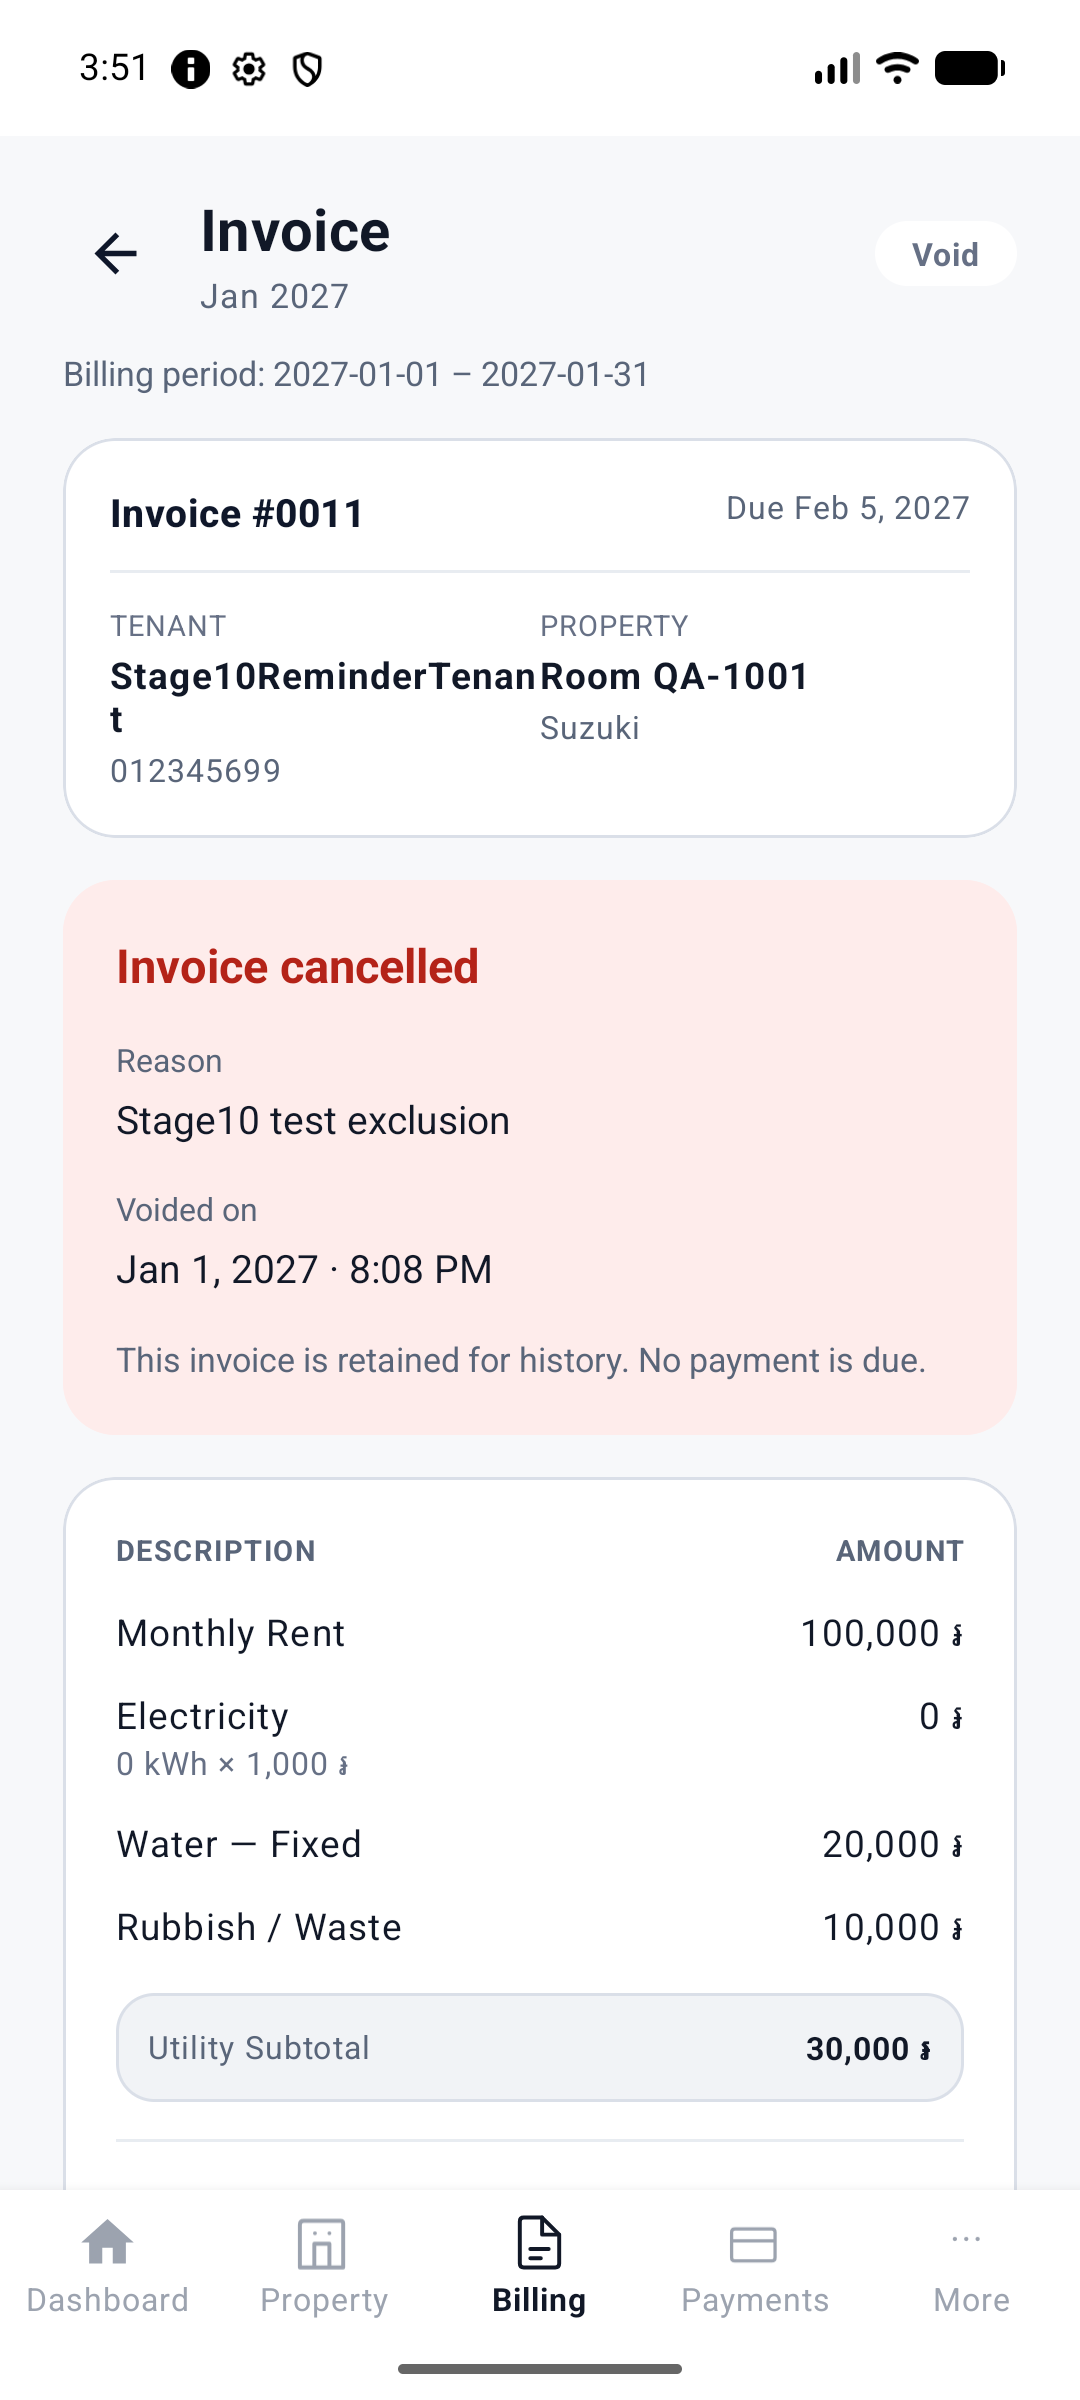 3:51
Invoice
Void
Jan 2027
Billing period: 2027-01-01 – 2027-01-31
Invoice #0011
Due Feb 5, 2027
TENANT
PROPERTY
Stage10ReminderTenan
t
Room QA-1001
Suzuki
012345699
Invoice cancelled
Reason
Stage10 test exclusion
Voided on
Jan 1, 2027 · 8:08 PM
This invoice is retained for history. No payment is due.
DESCRIPTION
AMOUNT
Monthly Rent
100,000 ៛
Electricity
0 ៛
0 kWh × 1,000 ៛
Water — Fixed
20,000 ៛
Rubbish / Waste
10,000 ៛
Utility Subtotal
30,000 ៛
Dashboard
Property
Billing
Payments
More